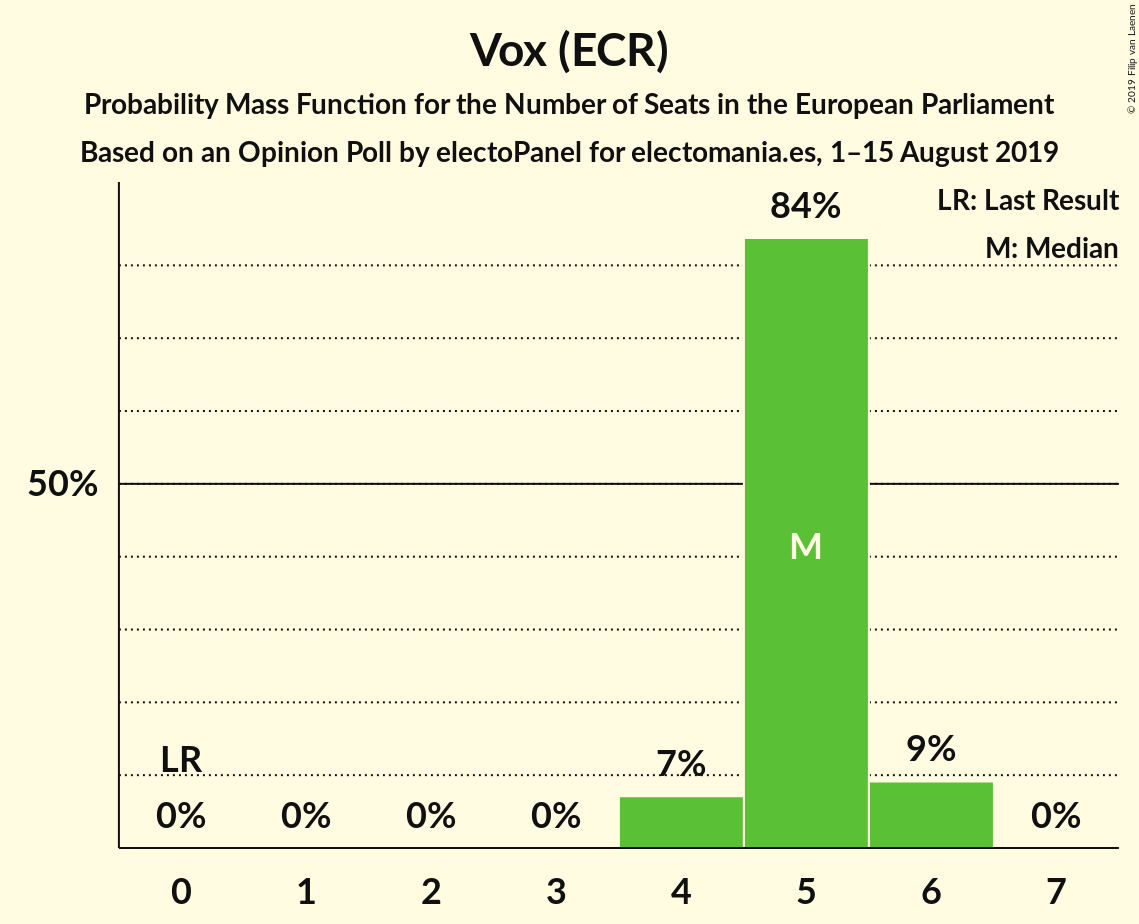 Vox (ECR)
Probability Mass Function for the Number of Seats in the European Parliament
Based on an Opinion Poll by electoPanel for electomania.es, 1–15 August 2019
© 2019 Filip van Laenen
LR: Last Result
M: Median
84%
50%
M
LR
7%
9%
0%
0%
0%
0%
0%
0 1 2 3 4 5 6 7